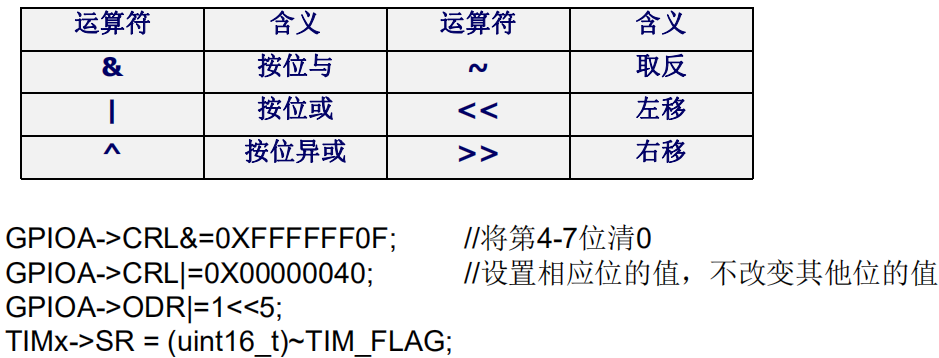 运算符 含义 运算符 含义
& 按位与 ~ 取反
| 按位或 << 左移
^ 按位异或 >> 右移
GPIOA->CRL&=0XFFFFFF0F; //将第4-7位清0
GPIOA->CRL|=0X00000040; //设置相应位的值，不改变其他位的值
GPIOA->ODR|=1<<5;
TIMx->SR = (uint16_t)~TIM_FLAG;